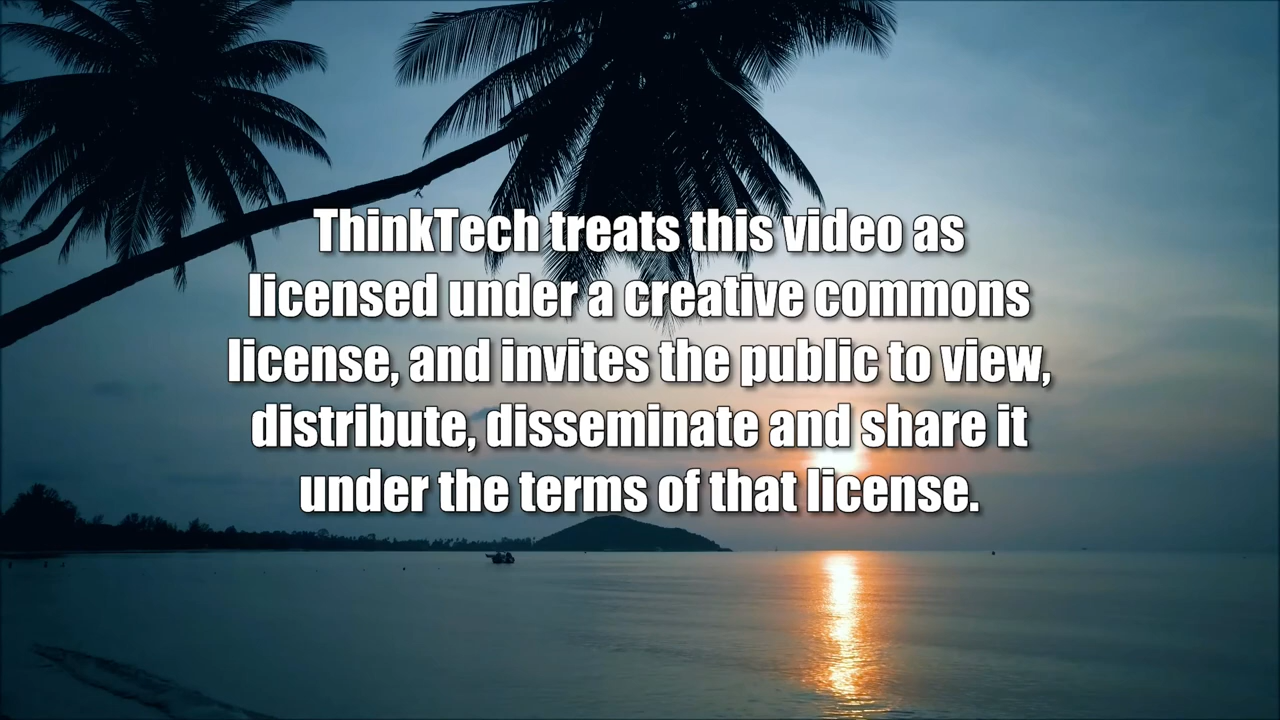 ThinkTech treats this video as
licensed under a creative commons
license, and invites the public to view,
distribute, disseminate and share it
under the terms of that license.